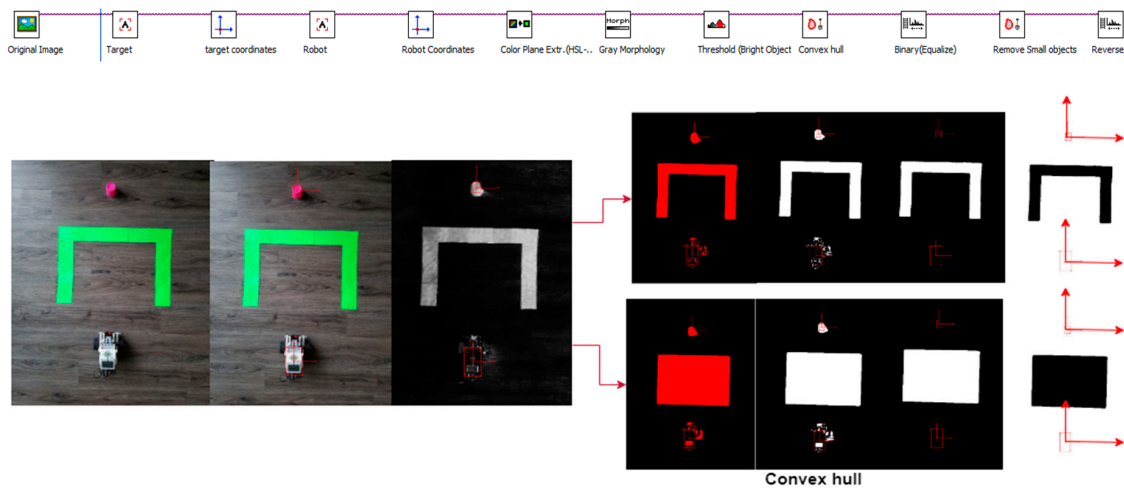 Original Image
Target
target coordinates
Robot
Robot Coordinates
Color Plane Extr.(HSL-..
Gray Morphology
Threshold (Bright Object
Convex hull
Binary(Equalize)
Remove Small objects
Reverse
A
A
Morph
Convex hull